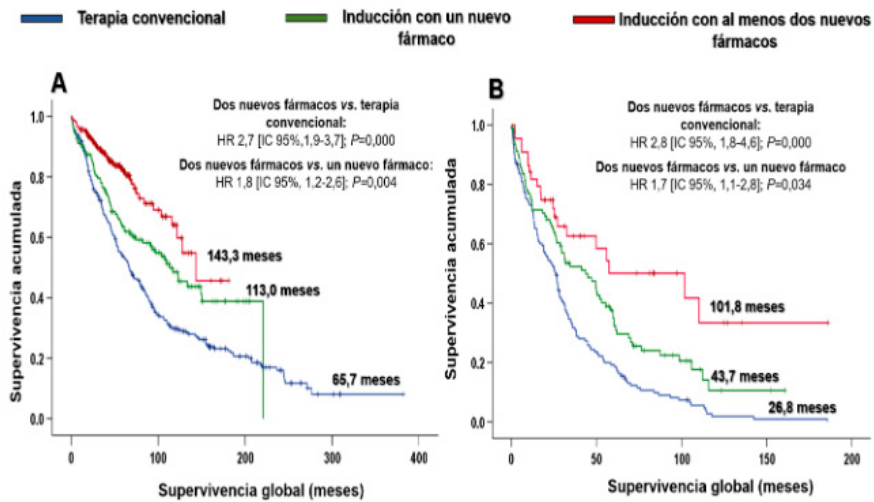 Terapia convencional
Inducción con un nuevo
fármaco
Inducción con al menos dos nuevos
fármacos
A
Dos nuevos fármacos vs. terapia
convencional:
HR 2,7 [IC 95%,1,9-3,7]; P=0,000
Dos nuevos fármacos vs. un nuevo fármaco:
HR 1,8 [IC 95%, 1.2-2,6]; P=0,004
Supervivencia acumulada
1.0
0.8
0.6
0.4
0.2
0.0
143,3 meses
113,0 meses
65,7 meses
0
100
200
300
400
Supervivencia global (meses)
B
Dos nuevos fármacos vs. terapia
convencional:
HR 2,8 [IC 95%, 1,8-4,6]; P=0,000
Dos nuevos fármacos vs. un nuevo fármaco
HR 1,7 [IC 95%, 1,1-2,8]; P=0,034
Supervivencia acumulada
1.0
0.8
0.6
0.4
0.2
0.0
101,8 meses
43,7 meses
26,8 meses
0
50
100
150
200
Supervivencia global (meses)